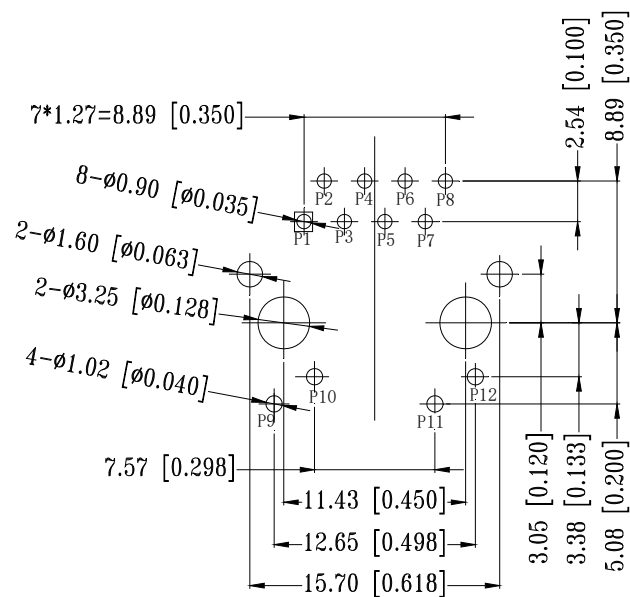 2.54 [0.100]
8.89 [0.350]
7*1.27=8.89 [0.350]
P2 P4 P6 P8
8-ø0.90 [ø0.035]
P1 P3 P5 P7
2-ø1.60 [ø0.063]
2-ø3.25 [ø0.128]
4-ø1.02 [ø0.040]
P10 P12
P9 P11
7.57 [0.298]
11.43 [0.450]
12.65 [0.498]
15.70 [0.618]
3.05 [0.120]
3.38 [0.133]
5.08 [0.200]